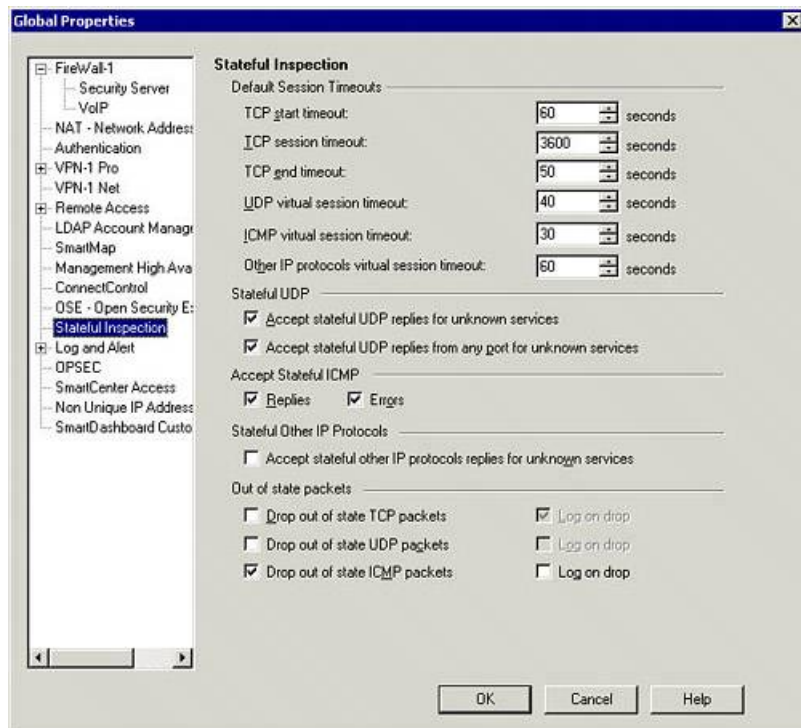 Global Properties
FireWall-1
Security Server
VoIP
NAT - Network Address
Authentication
VPN-1 Pro
VPN-1 Net
Remote Access
LDAP Account Manage
SmartMap
Management High Ava
ConnectControl
OSE - Open Security E
Stateful Inspection
Log and Alert
OPSEC
SmartCenter Access
Non Unique IP Address
SmartDashboard Custo
Stateful Inspection
Default Session Timeouts
TCP start timeout: 60 seconds
TCP session timeout: 3600 seconds
TCP end timeout: 50 seconds
UDP virtual session timeout: 40 seconds
ICMP virtual session timeout: 30 seconds
Other IP protocols virtual session timeout: 60 seconds
Stateful UDP
Accept stateful UDP replies for unknown services
Accept stateful UDP replies from any port for unknown services
Accept Stateful ICMP
Replies Errors
Stateful Other IP Protocols
Accept stateful other IP protocols replies for unknown services
Out of state packets
Drop out of state TCP packets Log on drop
Drop out of state UDP packets Log on drop
Drop out of state ICMP packets Log on drop
OK Cancel Help